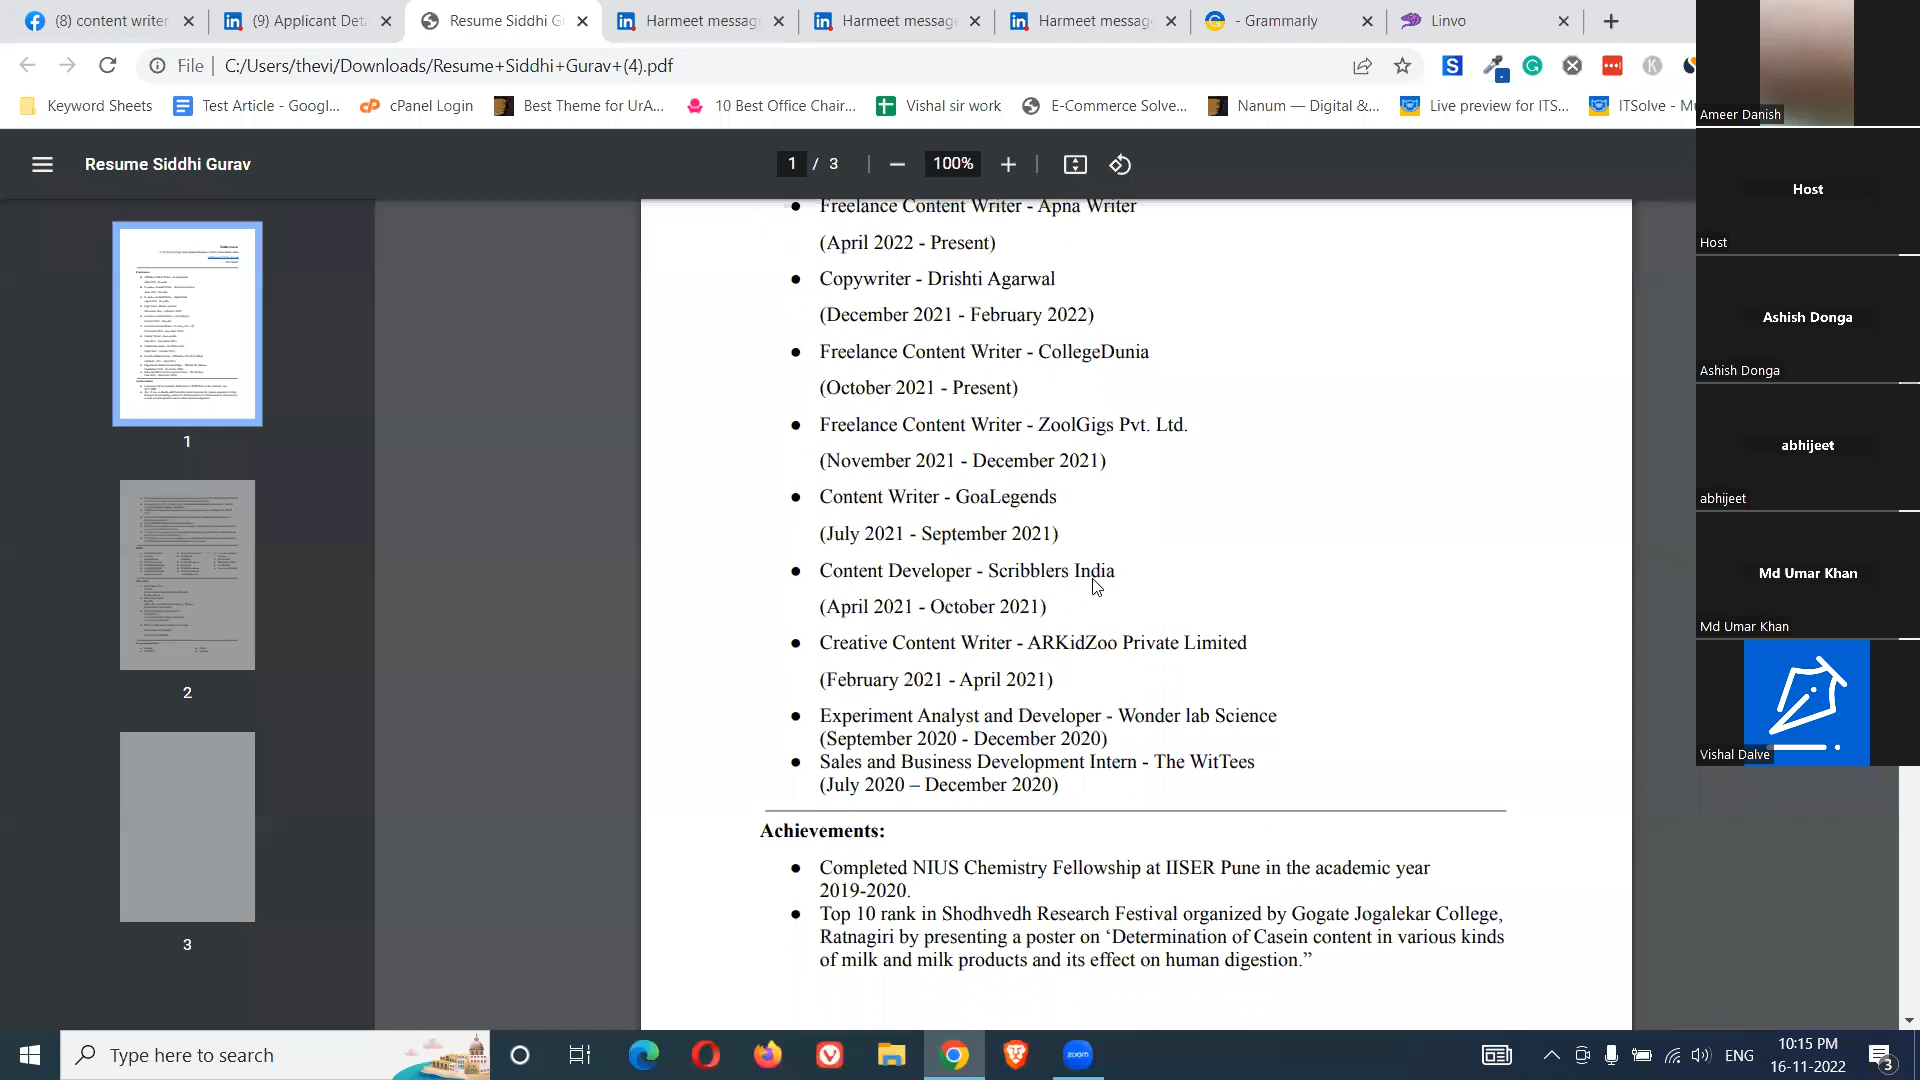 (8) content writer
(9) Applicant Deta
Resume Siddhi G
Harmeet messag
Harmeet message
Harmeet messag
- Grammarly
Linvo
File
C:/Users/thevi/Downloads/Resume+Siddhi+Gurav+(4).pdf
Keyword Sheets
Test Article - Googl...
cPanel Login
Best Theme for UrA...
10 Best Office Chair...
Vishal sir work
E-Commerce Solve...
Nanum — Digital &...
Live preview for ITS...
ITSolve - M
Resume Siddhi Gurav
1 / 3
100%
1
2
3
● Freelance Content Writer - Apna Writer
(April 2022 - Present)
● Copywriter - Drishti Agarwal
(December 2021 - February 2022)
● Freelance Content Writer - CollegeDunia
(October 2021 - Present)
● Freelance Content Writer - ZoolGigs Pvt. Ltd.
(November 2021 - December 2021)
● Content Writer - GoaLegends
(July 2021 - September 2021)
● Content Developer - Scribblers India
(April 2021 - October 2021)
● Creative Content Writer - ARKidZoo Private Limited
(February 2021 - April 2021)
● Experiment Analyst and Developer - Wonder lab Science
(September 2020 - December 2020)
● Sales and Business Development Intern - The WitTees
(July 2020 – December 2020)
Achievements:
● Completed NIUS Chemistry Fellowship at IISER Pune in the academic year
2019-2020.
● Top 10 rank in Shodhvedh Research Festival organized by Gogate Jogalekar College,
Ratnagiri by presenting a poster on ‘Determination of Casein content in various kinds
of milk and milk products and its effect on human digestion.”
Ameer Danish
Host
Host
Ashish Donga
Ashish Donga
abhijeet
abhijeet
Md Umar Khan
Md Umar Khan
Vishal Dalve
Type here to search
zoom
ENG
10:15 PM
16-11-2022
3